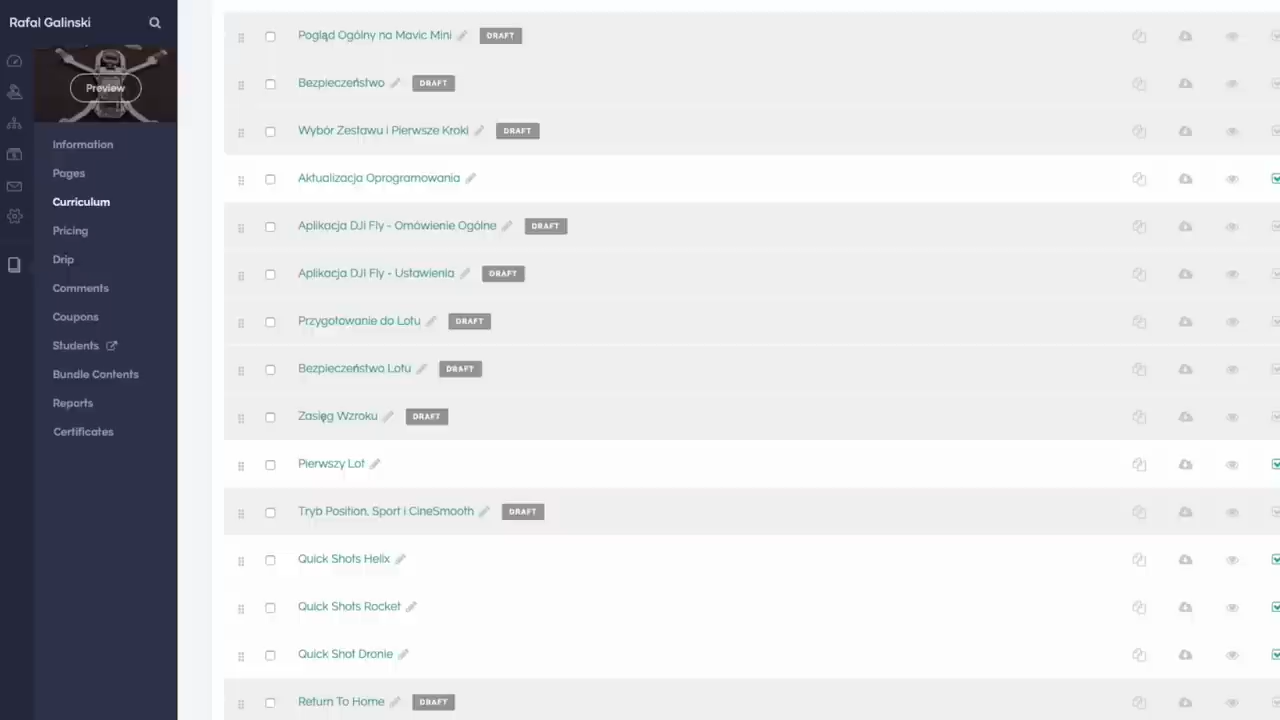 Rafal Galinski
Preview
Information
Pages
Curriculum
Pricing
Drip
Comments
Coupons
Students
Bundle Contents
Reports
Certificates
Pogląd Ogólny na Mavic Mini DRAFT
Bezpieczeństwo DRAFT
Wybór Zestawu i Pierwsze Kroki DRAFT
Aktualizacja Oprogramowania
Aplikacja DJI Fly - Omówienie Ogólne DRAFT
Aplikacja DJI Fly - Ustawienia DRAFT
Przygotowanie do Lotu DRAFT
Bezpieczeństwo Lotu DRAFT
Zasięg Wzroku DRAFT
Pierwszy Lot
Tryb Position, Sport i CineSmooth DRAFT
Quick Shots Helix
Quick Shots Rocket
Quick Shot Dronie
Return To Home DRAFT